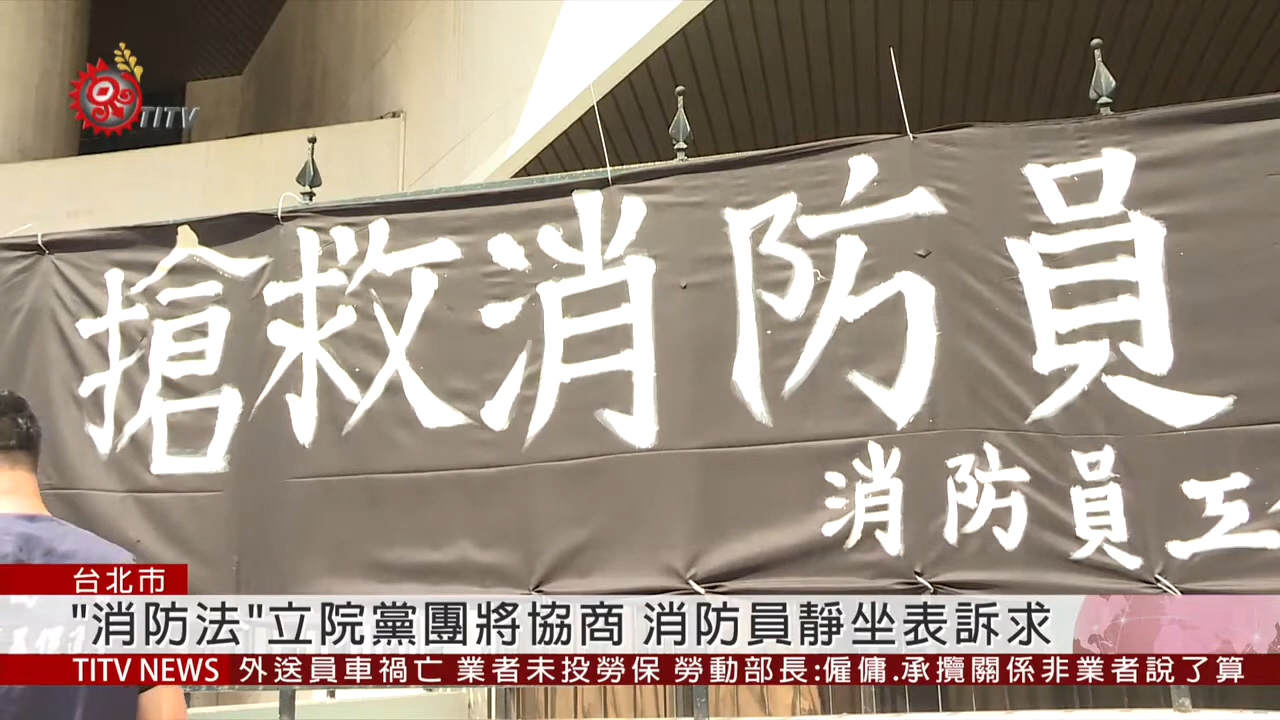 TITV
搶救消防員
消防員工
台北市
"消防法"立院黨團將協商 消防員靜坐表訴求
TITV NEWS 外送員車禍亡 業者未投勞保 勞動部長:僱傭.承攬關係非業者說了算